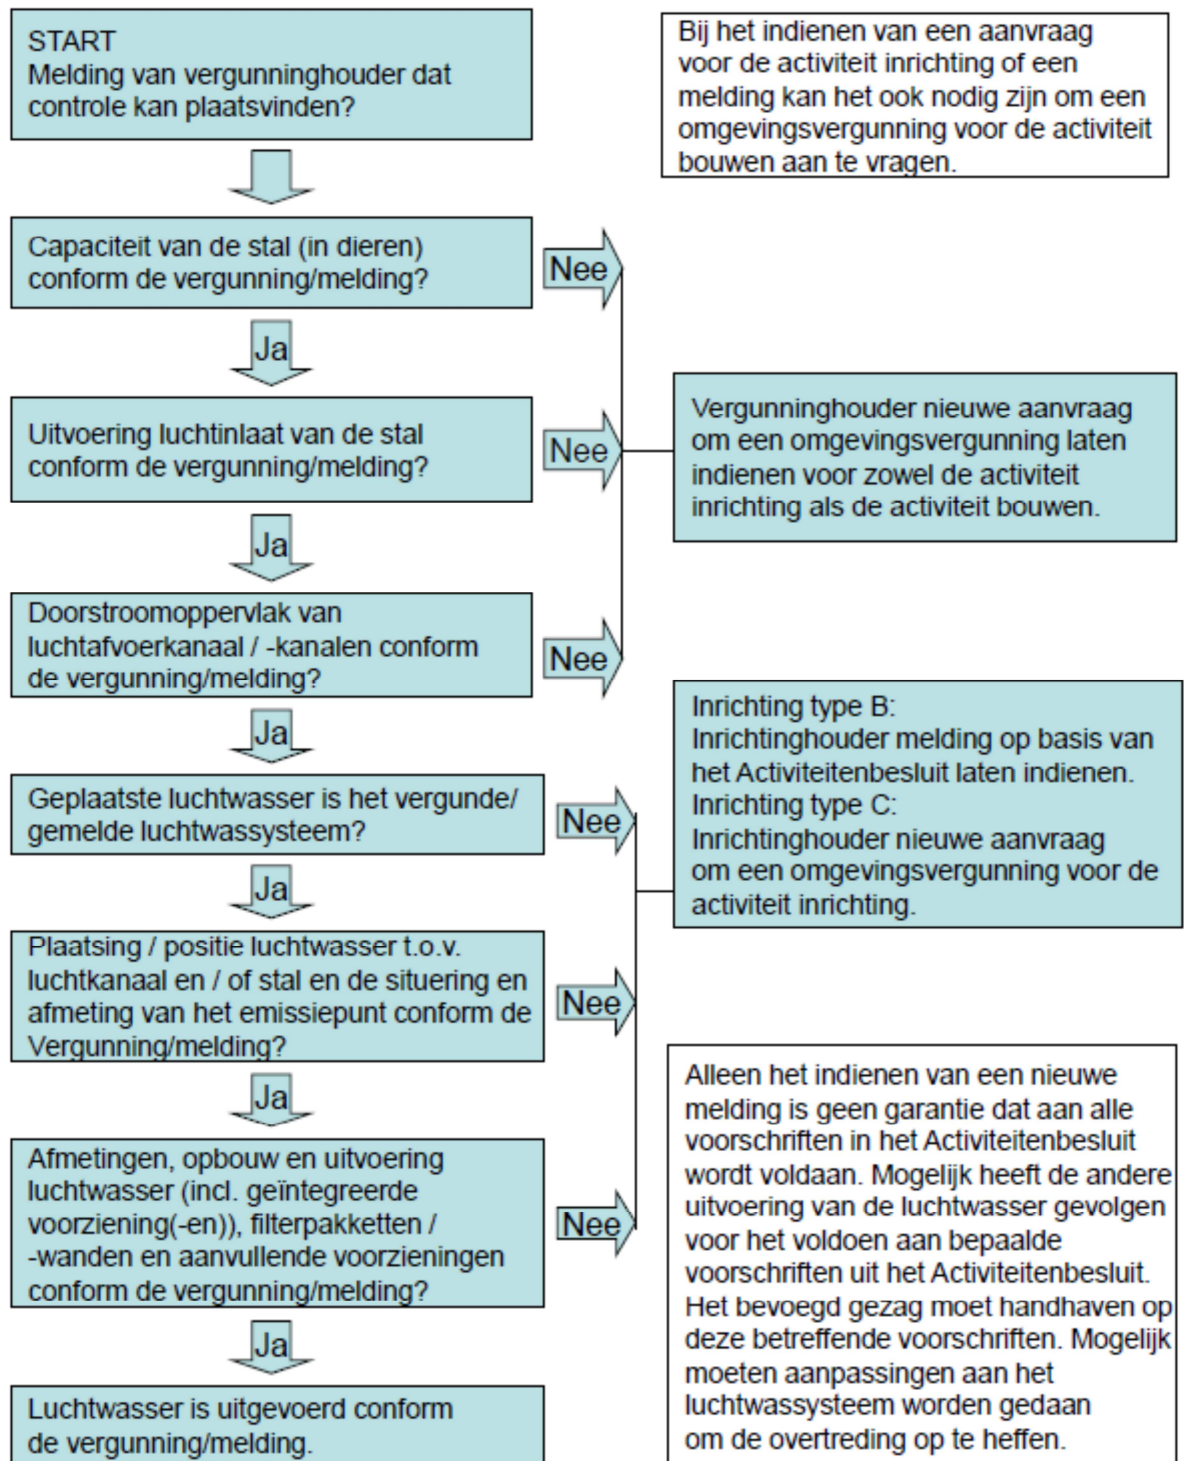 START
Melding van vergunninghouder dat
controle kan plaatsvinden?
Bij het indienen van een aanvraag
voor de activiteit inrichting of een
melding kan het ook nodig zijn om een
omgevingsvergunning voor de activiteit
bouwen aan te vragen.
Capaciteit van de stal (in dieren)
conform de vergunning/melding?
Nee
Ja
Uitvoering luchtinlaat van de stal
conform de vergunning/melding?
Nee
Vergunninghouder nieuwe aanvraag
om een omgevingsvergunning laten
indienen voor zowel de activiteit
inrichting als de activiteit bouwen.
Ja
Doorstroomoppervlak van
luchtafvoerkanaal / -kanalen conform
de vergunning/melding?
Nee
Ja
Geplaatste luchtwasser is het vergunde/
gemelde luchtwassysteem?
Nee
Inrichting type B:
Inrichtinghouder melding op basis van
het Activiteitenbesluit laten indienen.
Inrichting type C:
Inrichtinghouder nieuwe aanvraag
om een omgevingsvergunning voor de
activiteit inrichting.
Ja
Plaatsing / positie luchtwasser t.o.v.
luchtkanaal en / of stal en de situering en
afmeting van het emissiepunt conform de
Vergunning/melding?
Nee
Ja
Afmetingen, opbouw en uitvoering
luchtwasser (incl. geïntegreerde
voorziening(-en)), filterpakketten /
-wanden en aanvullende voorzieningen
conform de vergunning/melding?
Nee
Alleen het indienen van een nieuwe
melding is geen garantie dat aan alle
voorschriften in het Activiteitenbesluit
wordt voldaan. Mogelijk heeft de andere
uitvoering van de luchtwasser gevolgen
voor het voldoen aan bepaalde
voorschriften uit het Activiteitenbesluit.
Het bevoegd gezag moet handhaven op
deze betreffende voorschriften. Mogelijk
moeten aanpassingen aan het
luchtwassysteem worden gedaan
om de overtreding op te heffen.
Ja
Luchtwasser is uitgevoerd conform
de vergunning/melding.